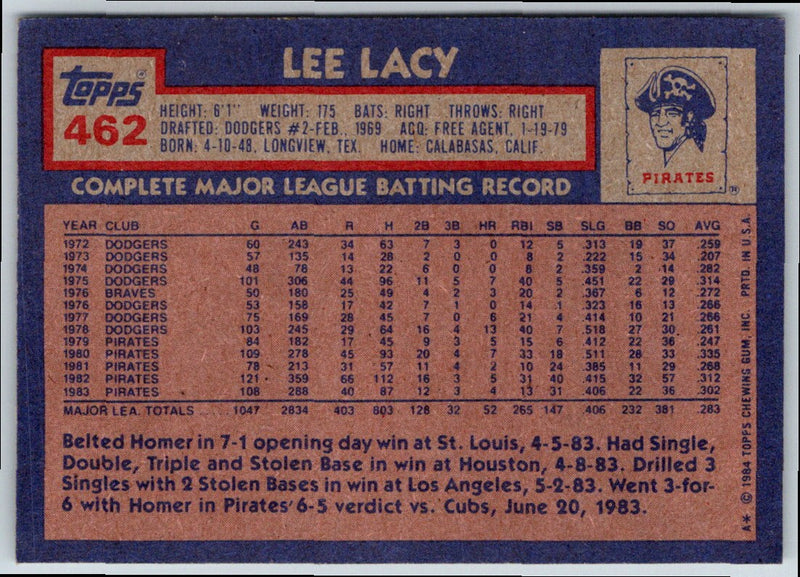 LEE LACY
TOPPS
462
HEIGHT: 6'1" WEIGHT: 175 BATS: RIGHT THROWS: RIGHT
DRAFTED: DODGERS #2-FEB., 1969 ACQ: FREE AGENT, 1-19-79
BORN: 4-10-48, LONGVIEW, TEX. HOME: CALABASAS, CALIF.
PIRATES
TM
COMPLETE MAJOR LEAGUE BATTING RECORD
YEAR CLUB G AB R H 2B 3B HR RBI SB SLG BB SO AVG
1972 DODGERS 60 243 34 63 7 3 0 12 5 .313 19 37 .259
1973 DODGERS 57 135 14 28 2 0 0 8 2 .222 15 34 .207
1974 DODGERS 48 78 13 22 6 0 0 8 2 .359 2 14 .282
1975 DODGERS 101 306 44 96 11 5 7 40 5 .451 22 29 .314
1976 BRAVES 50 180 25 49 4 2 3 20 2 .367 6 12 .272
1976 DODGERS 53 158 17 42 7 1 0 14 1 .323 16 13 .266
1977 DODGERS 75 169 28 45 7 0 6 21 4 .414 10 21 .266
1978 DODGERS 103 245 29 64 16 4 13 40 7 .518 27 30 .261
1979 PIRATES 84 182 17 45 9 3 5 15 6 .412 22 36 .247
1980 PIRATES 109 278 45 93 20 4 7 33 18 .511 28 33 .335
1981 PIRATES 78 213 31 57 11 4 2 10 24 .385 11 29 .268
1982 PIRATES 121 359 66 112 16 3 5 31 40 .415 32 57 .312
1983 PIRATES 108 288 40 87 12 3 4 13 31 .406 22 36 .302
MAJOR LEA. TOTALS 1047 2834 403 803 128 32 52 265 147 .406 232 381 .283
Belted Homer in 7-1 opening day win at St. Louis, 4-5-83. Had Single,
Double, Triple and Stolen Base in win at Houston, 4-8-83. Drilled 3
Singles with 2 Stolen Bases in win at Los Angeles, 5-2-83. Went 3-for-
6 with Homer in Pirates' 6-5 verdict vs. Cubs, June 20, 1983.
A* © 1984 TOPPS CHEWING GUM, INC. PRTD. IN U.S.A.